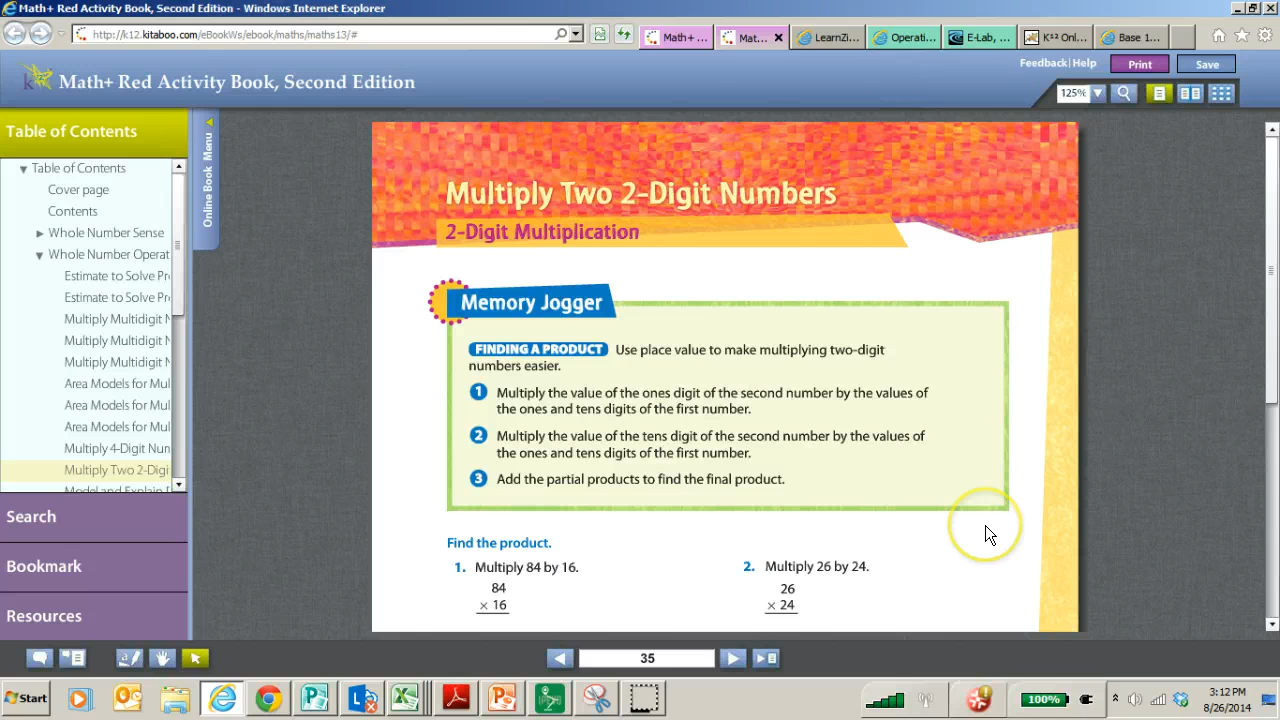 Math+ Red Activity Book, Second Edition - Windows Internet Explorer
http://k12.kitaboo.com/eBookWs/ebook/maths/maths13/#
Math+ ...
Mat...
LearnZi...
Operati...
E-Lab, ...
K¹² Onl...
Base 1...
Math+ Red Activity Book, Second Edition
Feedback|Help
Print
Save
125%
Table of Contents
Online Book Menu
Table of Contents
Cover page
Contents
Whole Number Sense
Whole Number Operat
Estimate to Solve Pr
Estimate to Solve Pr
Multiply Multidigit N
Multiply Multidigit N
Multiply Multidigit N
Area Models for Mul
Area Models for Mul
Area Models for Mul
Multiply 4-Digit Num
Multiply Two 2-Digi
Model and Explain D
Search
Bookmark
Resources
Multiply Two 2-Digit Numbers
2-Digit Multiplication
Memory Jogger
FINDING A PRODUCT Use place value to make multiplying two-digit
numbers easier.
1 Multiply the value of the ones digit of the second number by the values of
the ones and tens digits of the first number.
2 Multiply the value of the tens digit of the second number by the values of
the ones and tens digits of the first number.
3 Add the partial products to find the final product.
Find the product.
1. Multiply 84 by 16.
84
× 16
2. Multiply 26 by 24.
26
× 24
35
Start
100%
3:12 PM
8/26/2014